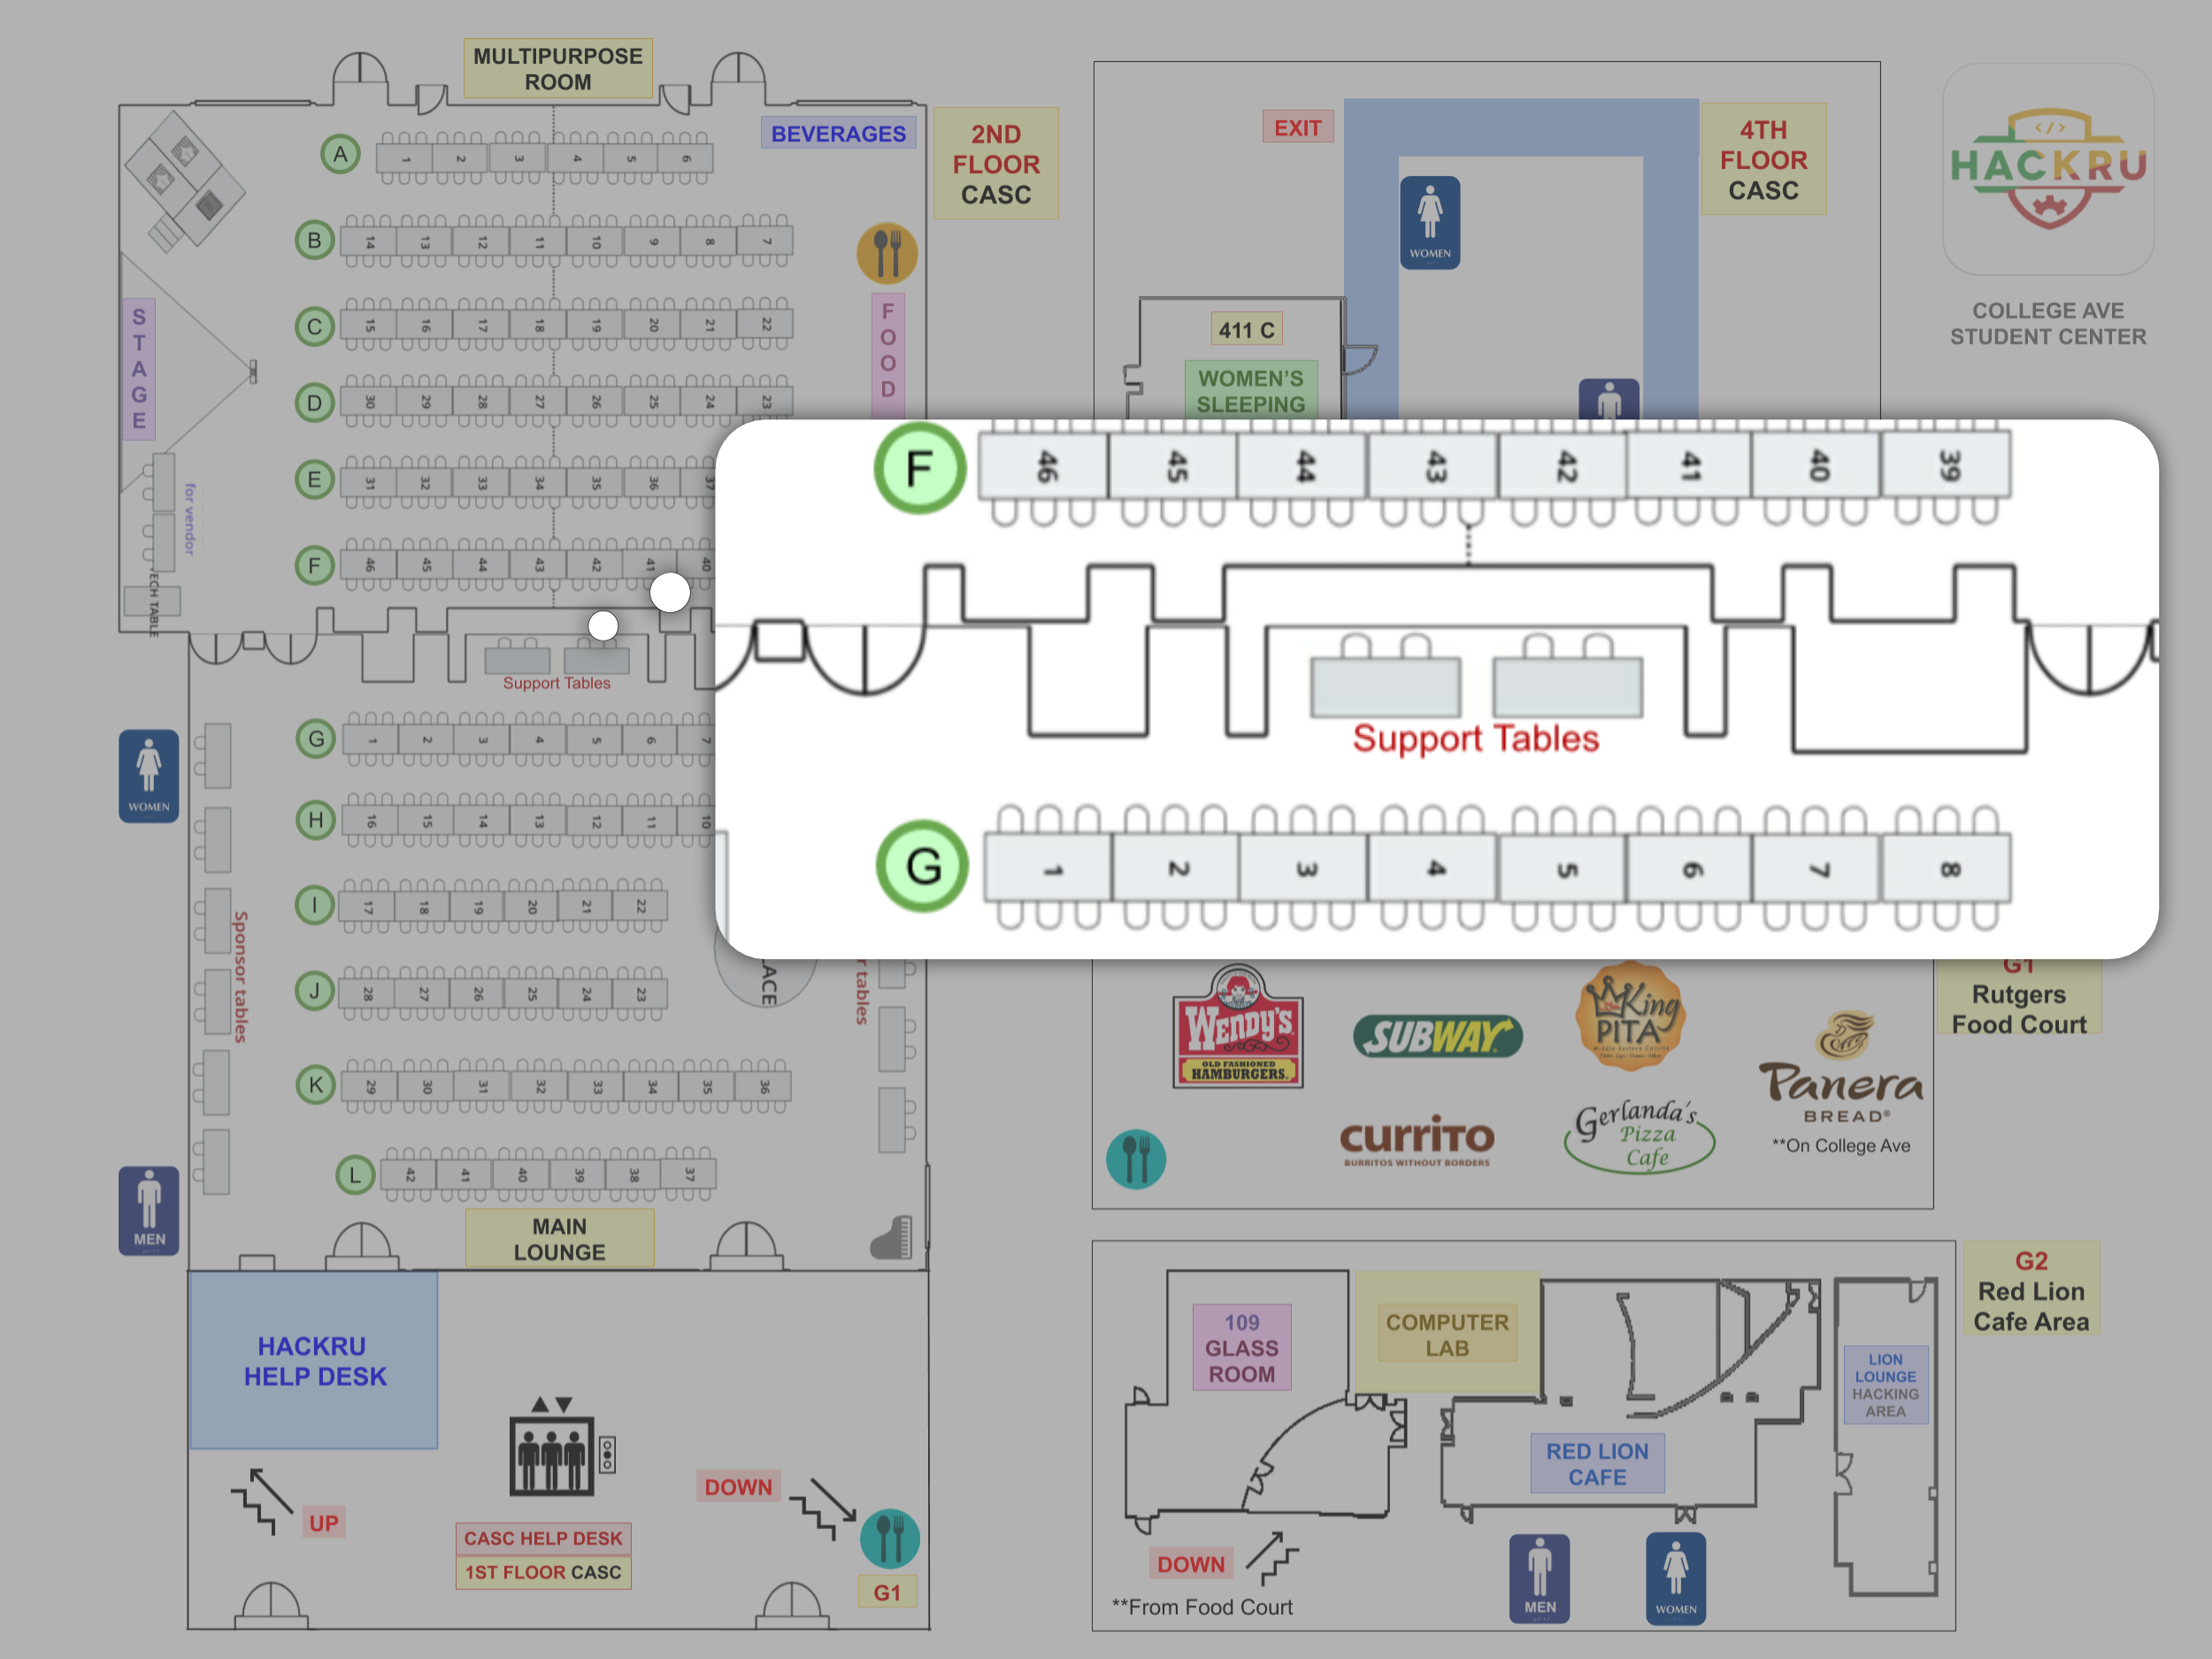 MULTIPURPOSE
ROOM
BEVERAGES
2ND
FLOOR
CASC
A
1 2 3 4 5 6
B
14 13 12 11 10 9 8 7
C
15 16 17 18 19 20 21 22
D
30 29 28 27 26 25 24 23
E
31 32 33 34 35 36 37
F
46 45 44 43 42 41 40
STAGE
FOOD
for vendor
TECH TABLE
Support Tables
EXIT
4TH
FLOOR
CASC
WOMEN
411 C
WOMEN'S
SLEEPING
</>
HACKRU
COLLEGE AVE
STUDENT CENTER
F
46 45 44 43 42 41 40 39
Support Tables
G
1 2 3 4 5 6 7 8
WOMEN
G
1 2 3 4 5 6 7
H
16 15 14 13 12 11 10
I
17 18 19 20 21 22
J
28 27 26 25 24 23
K
29 30 31 32 33 34 35 36
L
42 41 40 39 38 37
Sponsor tables
tables
MEN
MAIN
LOUNGE
HACKRU
HELP DESK
UP
CASC HELP DESK
1ST FLOOR CASC
DOWN
G1
G1
Rutgers
Food Court
WENDY'S
OLD FASHIONED
HAMBURGERS.
SUBWAY
King
PITA
Panera
BREAD®
**On College Ave
currito
BURRITOS WITHOUT BORDERS
Gerlanda's
Pizza
Cafe
G2
Red Lion
Cafe Area
109
GLASS
ROOM
COMPUTER
LAB
RED LION
CAFE
LION
LOUNGE
HACKING
AREA
DOWN
**From Food Court
MEN
WOMEN